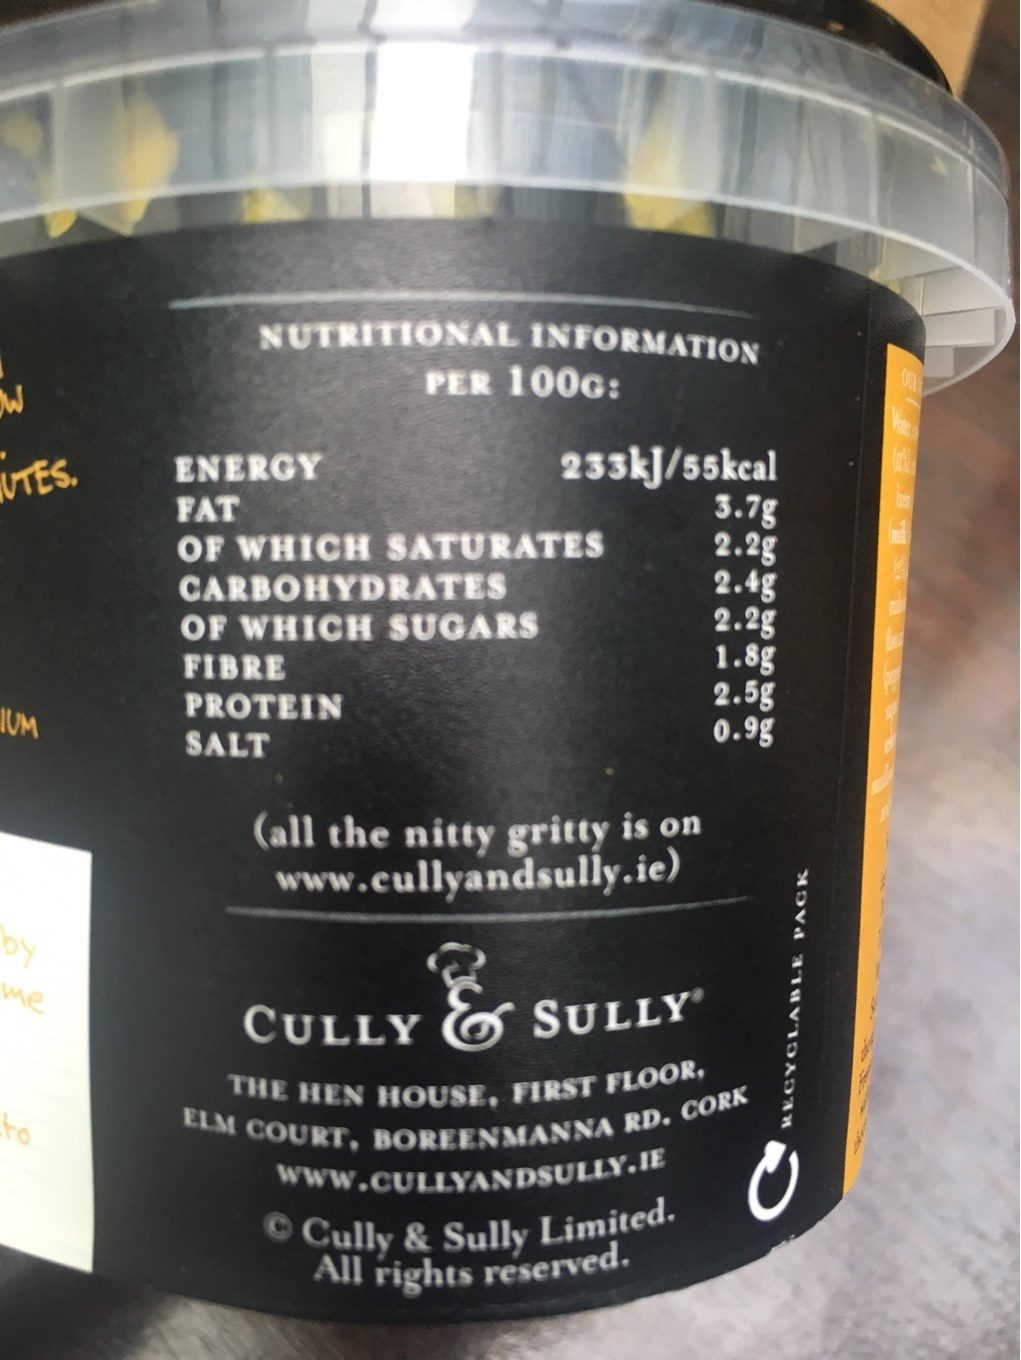 OW
UTES.
IUM
by
me
to
NUTRITIONAL INFORMATION
PER 100G:
ENERGY 233kJ/55kcal
FAT 3.7g
OF WHICH SATURATES 2.2g
CARBOHYDRATES 2.4g
OF WHICH SUGARS 2.2g
FIBRE 1.8g
PROTEIN 2.5g
SALT 0.9g
(all the nitty gritty is on
www.cullyandsully.ie)
CULLY & SULLY®
THE HEN HOUSE, FIRST FLOOR,
ELM COURT, BOREENMANNA RD. CORK
WWW.CULLYANDSULLY.IE
© Cully & Sully Limited.
All rights reserved.
RECYCLABLE PACK
OUR